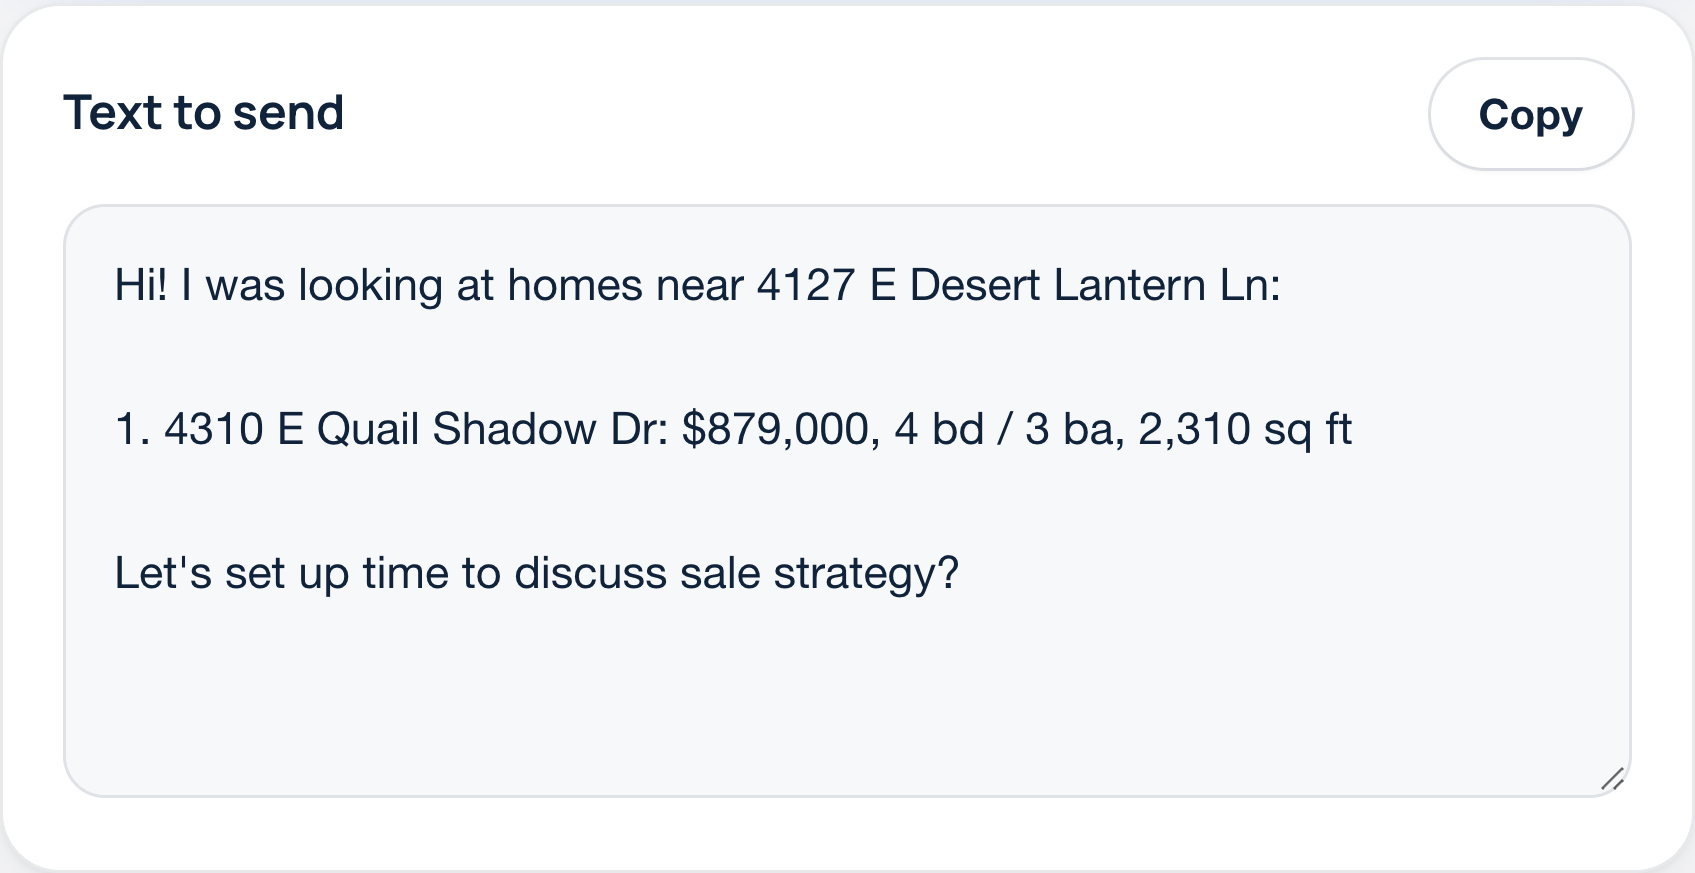 Text to send
Copy
Hi! I was looking at homes near 4127 E Desert Lantern Ln:
1. 4310 E Quail Shadow Dr: $879,000, 4 bd / 3 ba, 2,310 sq ft
Let's set up time to discuss sale strategy?